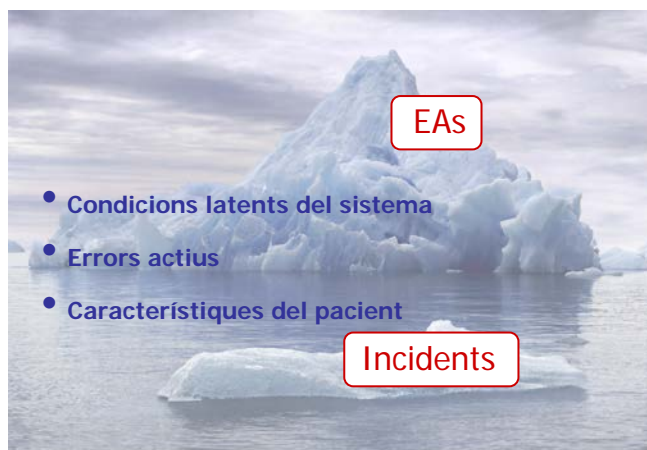 EAs
• Condicions latents del sistema
• Errors actius
• Característiques del pacient
Incidents